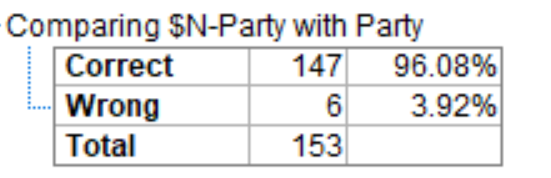 Comparing $N-Party with Party
Correct 147 96.08%
Wrong 6 3.92%
Total 153